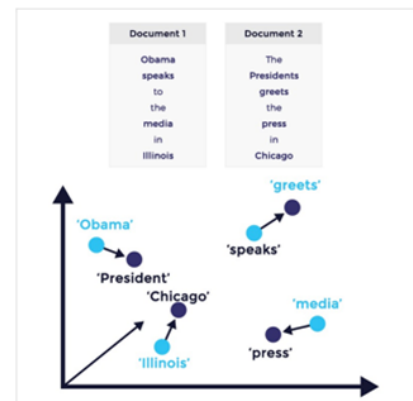 Document 1
Obama
speaks
to
the
media
in
Illinois
Document 2
The
Presidents
greets
the
press
in
Chicago
'greets'
'Obama'
'speaks'
'President'
'Chicago'
'media'
'press'
'Illinois'